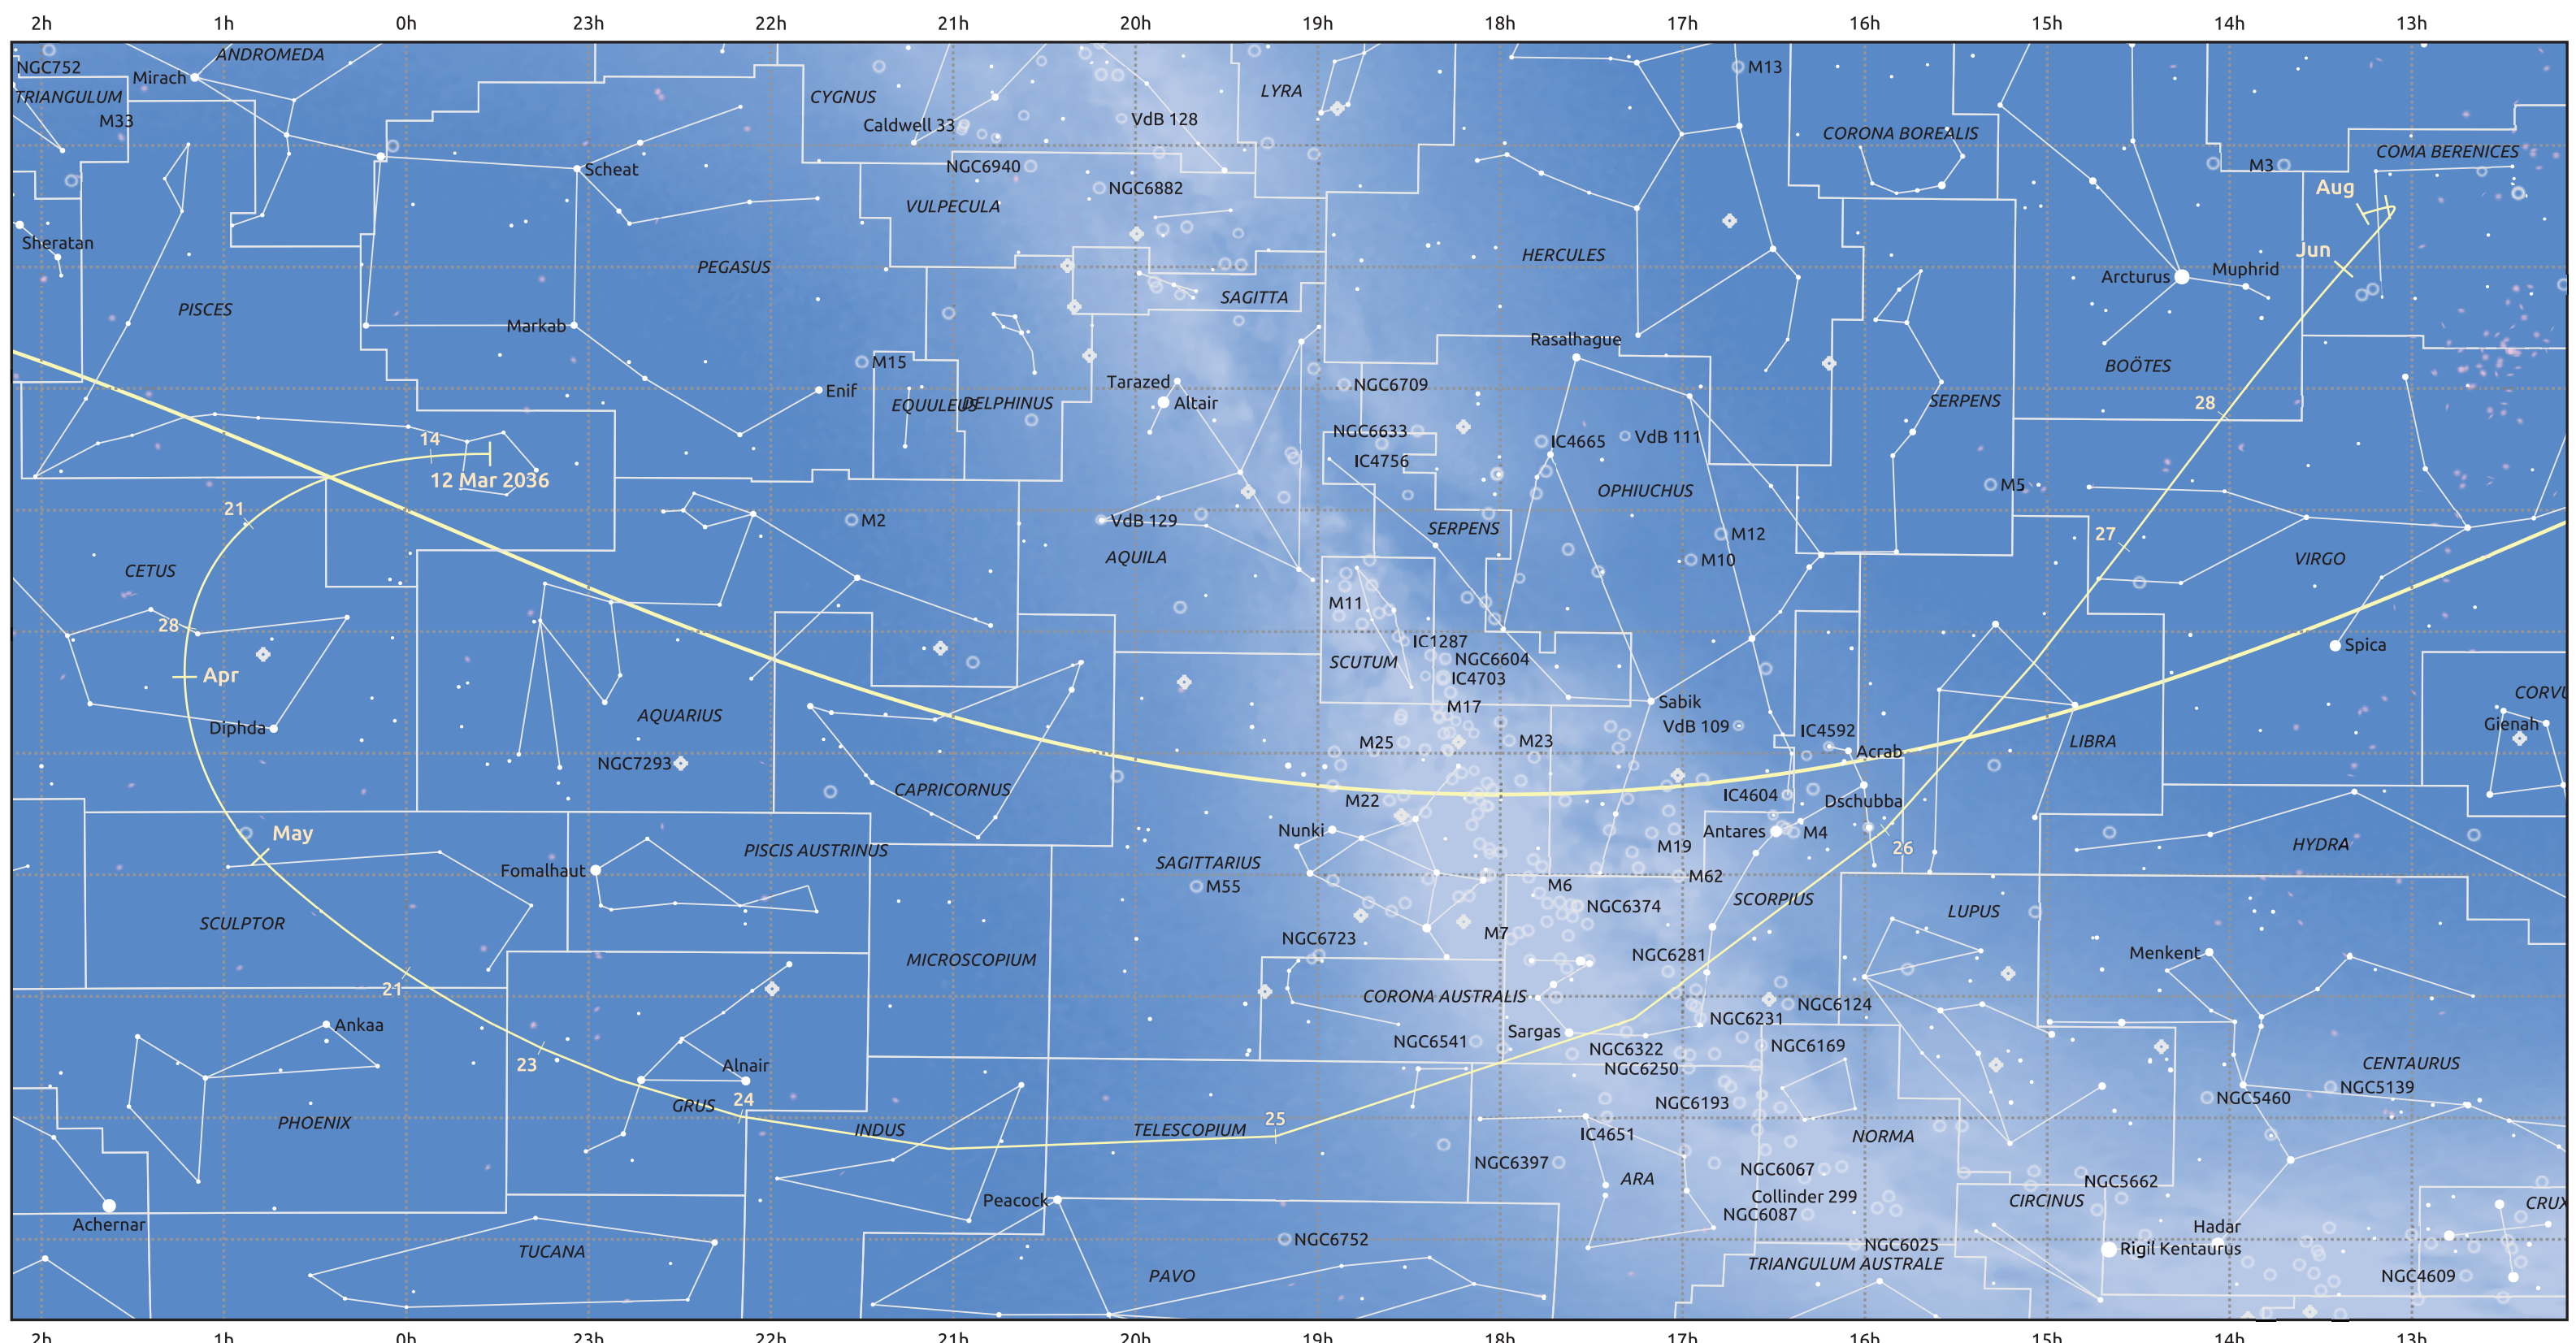 2h 1h 0h 23h 22h 21h 20h 19h 18h 17h 16h 15h 14h 13h
ANDROMEDA
NGC752
Mirach
M13
TRIANGULUM
CYGNUS
LYRA
M33
Caldwell 33
VdB 128
CORONA BOREALIS
COMA BERENICES
Scheat
NGC6940
M3
NGC6882
Aug
VULPECULA
Sheratan
HERCULES
Jun
PEGASUS
Arcturus
Muphrid
SAGITTA
PISCES
Markab
Rasalhague
M15
BOÖTES
Tarazed
NGC6709
Enif
EQUULEUS
DELPHINUS
Altair
SERPENS
28
NGC6633
IC4665
VdB 111
14
IC4756
12 Mar 2036
OPHIUCHUS
M5
21
M2
VdB 129
SERPENS
M12
27
AQUILA
M10
VIRGO
CETUS
M11
28
IC1287
Spica
SCUTUM
NGC6604
Apr
IC4703
CORVU
Sabik
M17
AQUARIUS
Diphda
VdB 109
IC4592
Gienah
M25
M23
Acrab
LIBRA
NGC7293
CAPRICORNUS
IC4604
M22
Dschubba
May
Nunki
Antares
M4
PISCIS AUSTRINUS
M19
26
HYDRA
SAGITTARIUS
Fomalhaut
M62
M55
M6
SCORPIUS
NGC6374
LUPUS
SCULPTOR
M7
NGC6723
Menkent
NGC6281
MICROSCOPIUM
21
CORONA AUSTRALIS
NGC6124
Ankaa
Sargas
NGC6231
NGC6541
NGC6322
NGC6169
23
Alnair
NGC6250
CENTAURUS
NGC5139
24
GRUS
NGC6193
NGC5460
PHOENIX
25
INDUS
TELESCOPIUM
IC4651
NORMA
NGC6397
NGC6067
ARA
NGC5662
Peacock
Collinder 299
CIRCINUS
CRUX
NGC6087
Achernar
Hadar
NGC6752
NGC6025
Rigil Kentaurus
TUCANA
TRIANGULUM AUSTRALE
PAVO
NGC4609
2h 1h 0h 23h 22h 21h 20h 19h 18h 17h 16h 15h 14h 13h